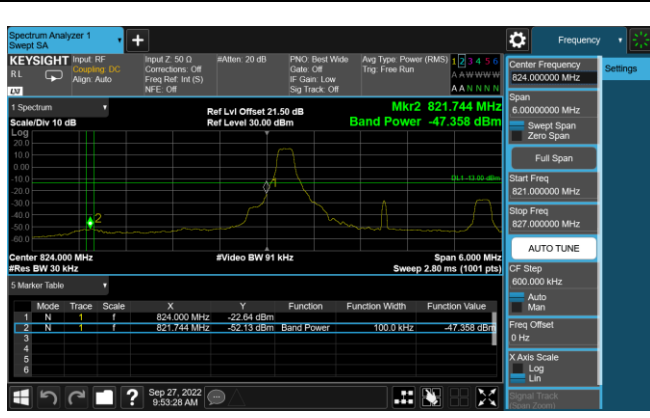 Spectrum Analyzer 1
Swept SA
Frequency
KEYSIGHT
RL
LXI
Input: RF
Coupling: DC
Align: Auto
Input Z: 50 Ω
Corrections: Off
Freq Ref: Int (S)
NFE: Off
#Atten: 20 dB
PNO: Best Wide
Gate: Off
IF Gain: Low
Sig Track: Off
Avg Type: Power (RMS)
Trig: Free Run
1 2 3 4 5 6
A A W W W W
A A N N N N
Center Frequency
824.000000 MHz
Settings
Span
6.00000000 MHz
Swept Span
Zero Span
Full Span
Start Freq
821.000000 MHz
Stop Freq
827.000000 MHz
AUTO TUNE
CF Step
600.000 kHz
Auto
Man
Freq Offset
0 Hz
X Axis Scale
Log
Lin
Signal Track
(Span Zoom)
1 Spectrum
Scale/Div 10 dB
Ref Lvl Offset 21.50 dB
Ref Level 30.00 dBm
Mkr2 821.744 MHz
Band Power -47.358 dBm
Log
20.0
10.0
0.00
-10.0
-20.0
-30.0
-40.0
-50.0
-60.0
DL1 -13.00 dBm
1
2
Center 824.000 MHz
#Res BW 30 kHz
#Video BW 91 kHz
Span 6.000 MHz
Sweep 2.80 ms (1001 pts)
5 Marker Table
Mode Trace Scale X Y Function Function Width Function Value
1 N 1 f 824.000 MHz -22.64 dBm
2 N 1 f 821.744 MHz -52.13 dBm Band Power 100.0 kHz -47.358 dBm
3
4
5
6
?
Sep 27, 2022
9:53:28 AM